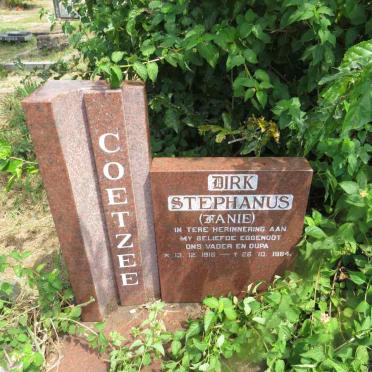 COETZEE
DIRK
STEPHANUS
(FANIE)
IN TERE HERINNERING AAN
MY GELIEFDE EGGENOOT
ONS VADER EN OUPA
* 13. 12. 1916 – † 26. 10. 1984